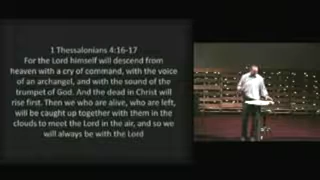 1 Thessalonians 4:16-17
For the Lord himself will descend from
heaven with a cry of command, with the voice
of an archangel, and with the sound of the
trumpet of God. And the dead in Christ will
rise first. Then we who are alive, who are left,
will be caught up together with them in the
clouds to meet the Lord in the air, and so we
will always be with the Lord